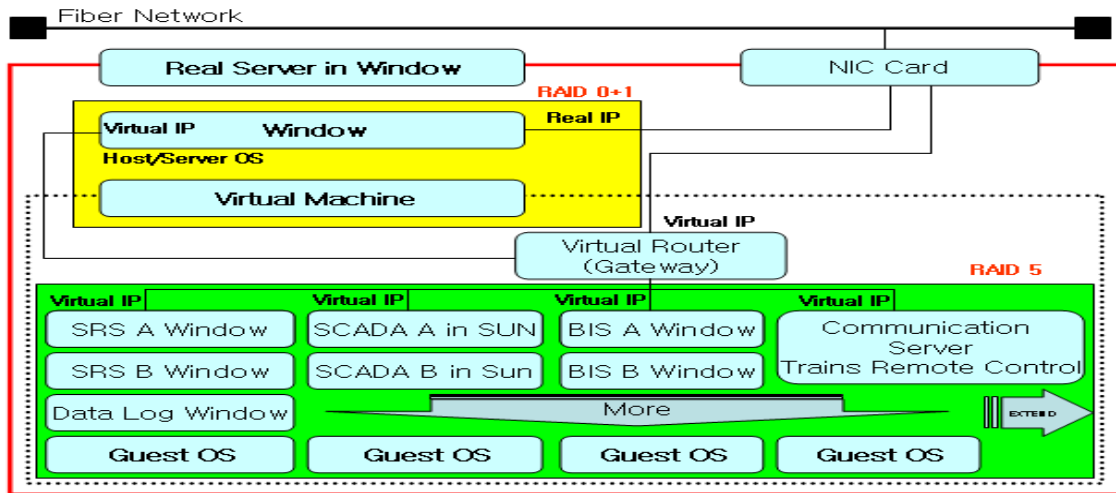 Fiber Network
Real Server in Window
NIC Card
RAID 0+1
Virtual IP
Window
Real IP
Host/Server OS
Virtual Machine
Virtual IP
Virtual Router
(Gateway)
RAID 5
Virtual IP
Virtual IP
Virtual IP
Virtual IP
SRS A Window
SCADA A in SUN
BIS A Window
Communication
Server
Trains Remote Control
SRS B Window
SCADA B in Sun
BIS B Window
Data Log Window
More
EXTEND
Guest OS
Guest OS
Guest OS
Guest OS